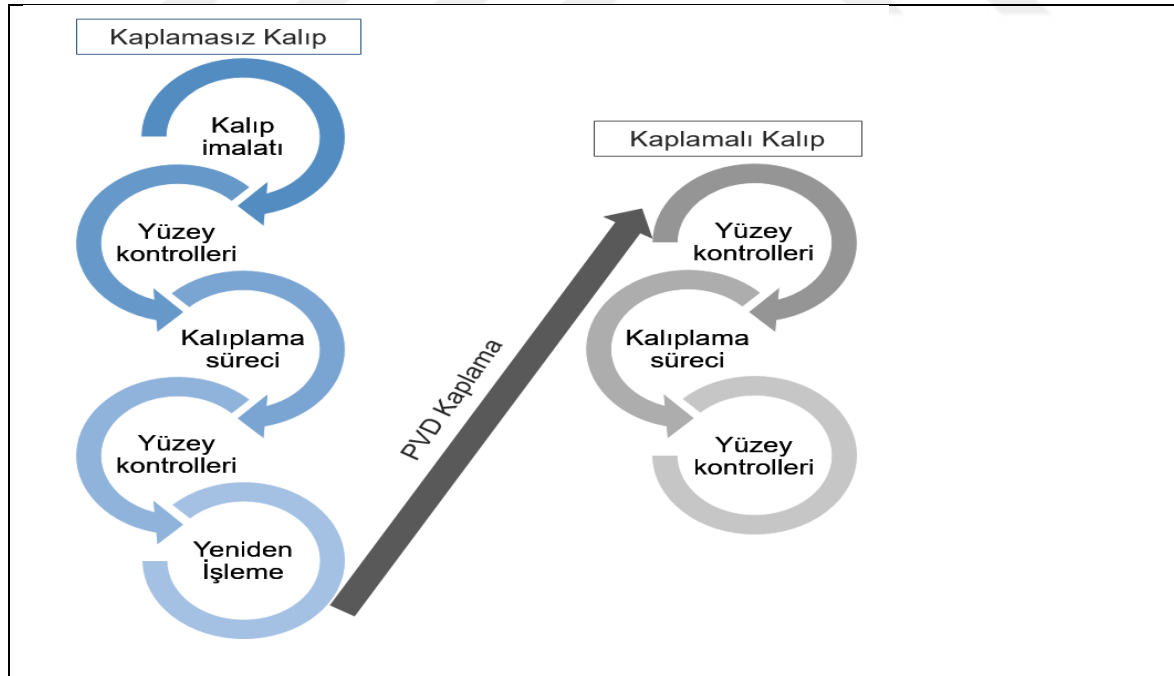 Kaplamasız Kalıp
Kalıp
imalatı
Yüzey
kontrolleri
Kalıplama
süreci
Yüzey
kontrolleri
Yeniden
İşleme
PVD Kaplama
Kaplamalı Kalıp
Yüzey
kontrolleri
Kalıplama
süreci
Yüzey
kontrolleri